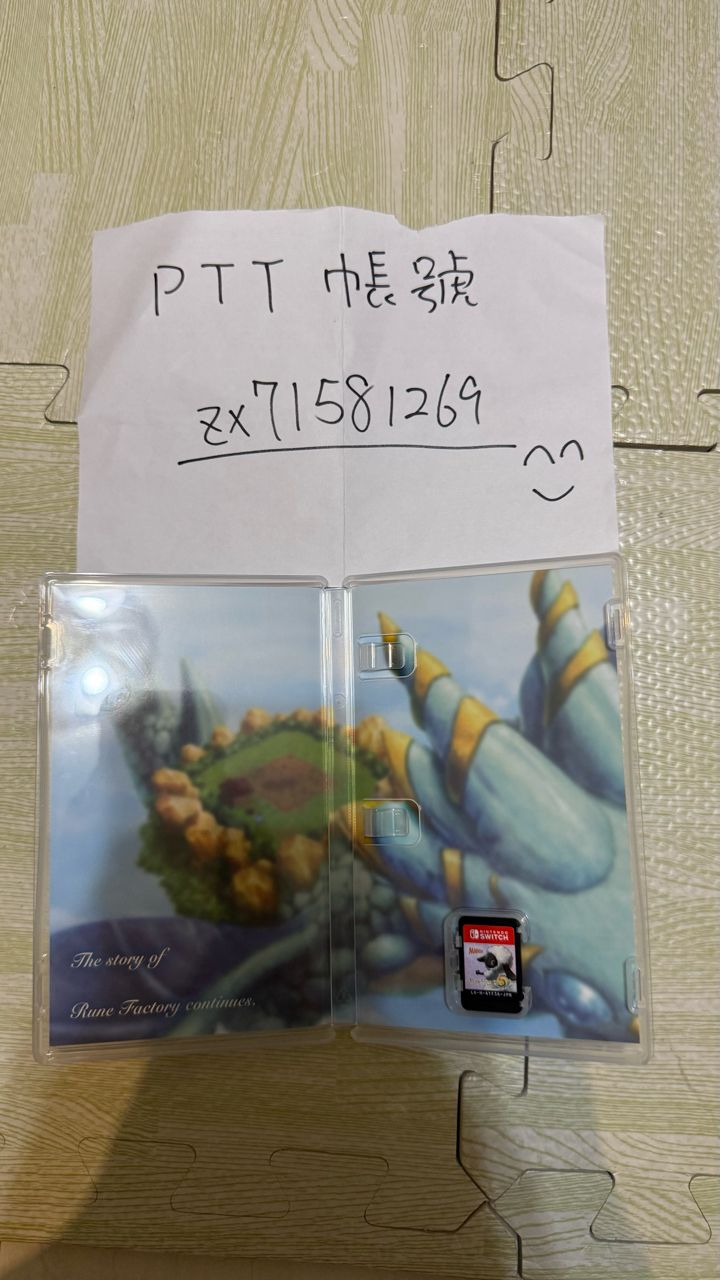 PTT 帳號
zx71581269
The story of
Rune Factory continues.
NINTENDO
SWITCH